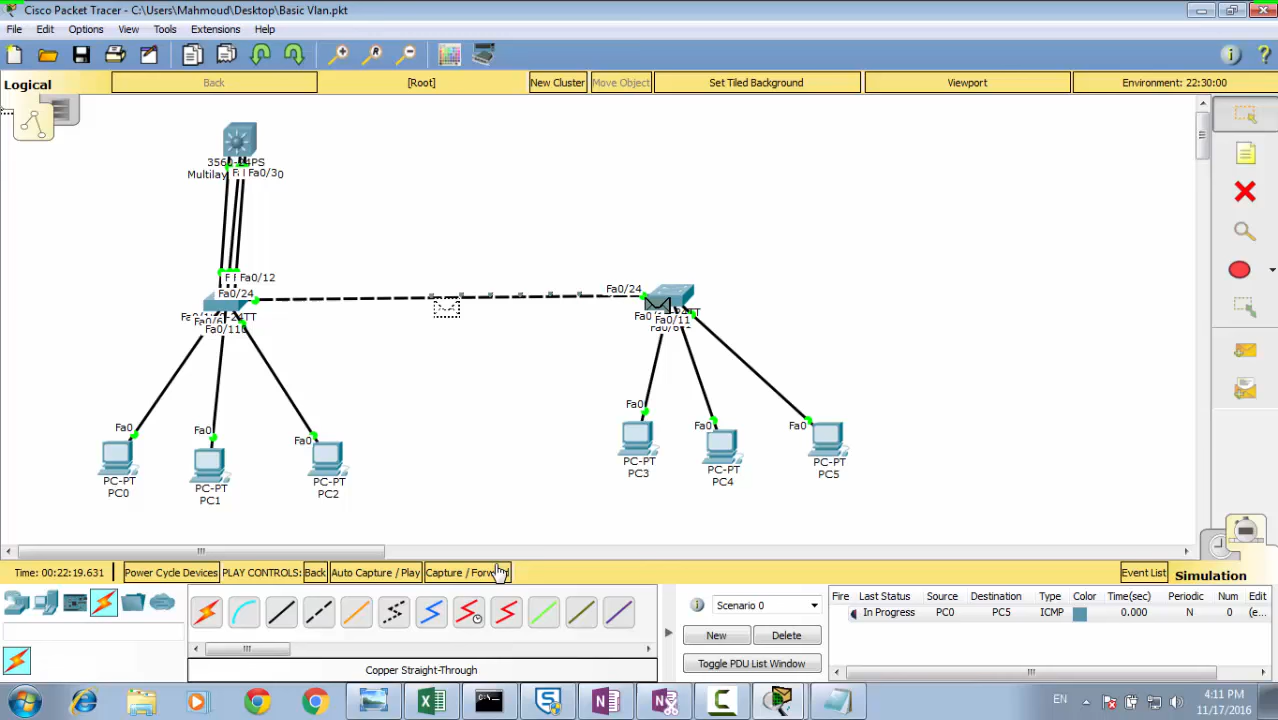 Cisco Packet Tracer - C:\Users\Mahmoud\Desktop\Basic Vlan.pkt
File Edit Options View Tools Extensions Help
Logical Back [Root] New Cluster Move Object Set Tiled Background Viewport Environment: 22:30:00
Fa0/3
Fa0/12
Fa0/24
Fa0/24
Fa0/11
Fa0 Fa0 Fa0
Fa0 Fa0 Fa0
PC-PT
PC0
PC-PT
PC1
PC-PT
PC2
PC-PT
PC3
PC-PT
PC4
PC-PT
PC5
Time: 00:22:19.631 Power Cycle Devices PLAY CONTROLS: Back Auto Capture / Play Capture / Forward Event List Simulation
Scenario 0
New Delete
Toggle PDU List Window
Fire Last Status Source Destination Type Color Time(sec) Periodic Num Edit
In Progress PC0 PC5 ICMP 0.000 N 0 (e...
Copper Straight-Through
EN 4:11 PM
11/17/2016